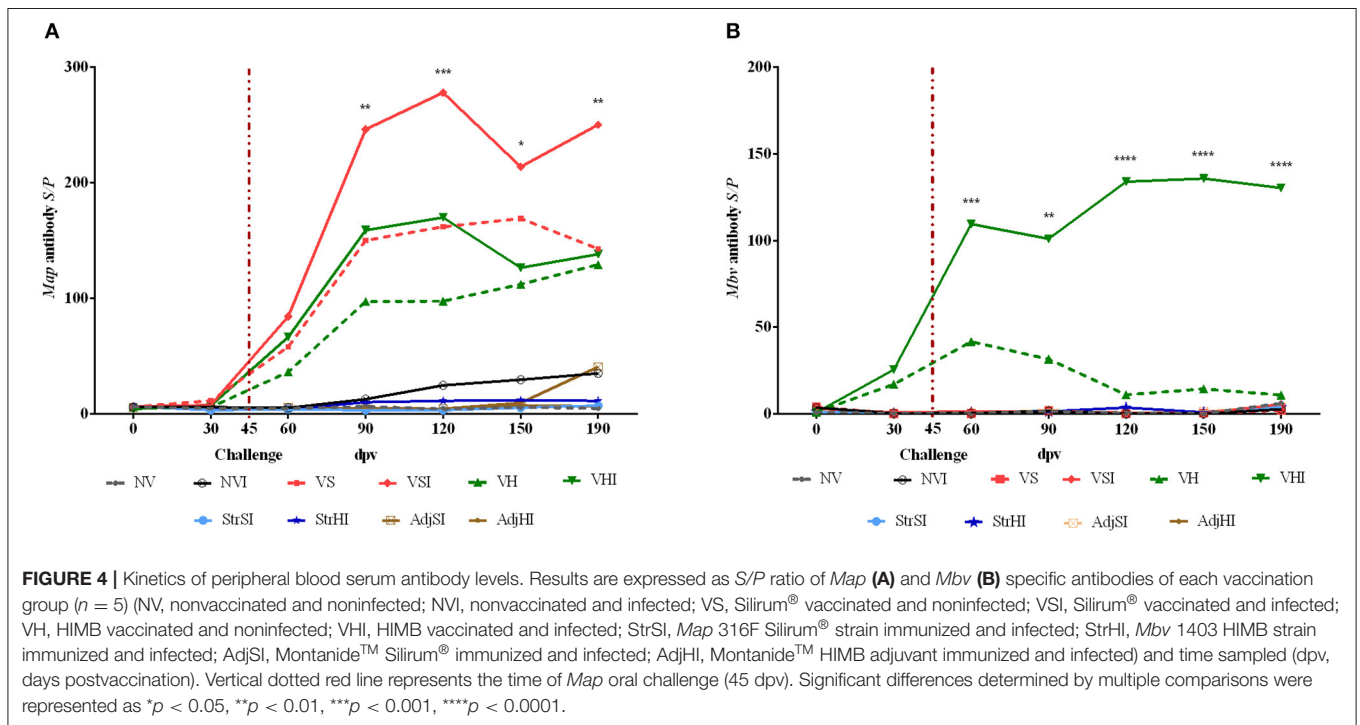 A
B
300
200
100
0
Map antibody S/P
** *** * **
0 30 45 60 90 120 150 190
Challenge dpv
200
150
100
50
0
Mbv antibody S/P
*** ** **** **** ****
0 30 45 60 90 120 150 190
Challenge dpv
NV NVI VS VSI VH VHI
StrSI StrHI AdjSI AdjHI
NV NVI VS VSI VH VHI
StrSI StrHI AdjSI AdjHI
FIGURE 4 | Kinetics of peripheral blood serum antibody levels. Results are expressed as S/P ratio of Map (A) and Mbv (B) specific antibodies of each vaccination
group (n = 5) (NV, nonvaccinated and noninfected; NVI, nonvaccinated and infected; VS, Silirum® vaccinated and noninfected; VSI, Silirum® vaccinated and infected;
VH, HIMB vaccinated and noninfected; VHI, HIMB vaccinated and infected; StrSI, Map 316F Silirum® strain immunized and infected; StrHI, Mbv 1403 HIMB strain
immunized and infected; AdjSI, Montanide™ Silirum® immunized and infected; AdjHI, Montanide™ HIMB adjuvant immunized and infected) and time sampled (dpv,
days postvaccination). Vertical dotted red line represents the time of Map oral challenge (45 dpv). Significant differences determined by multiple comparisons were
represented as *p < 0.05, **p < 0.01, ***p < 0.001, ****p < 0.0001.